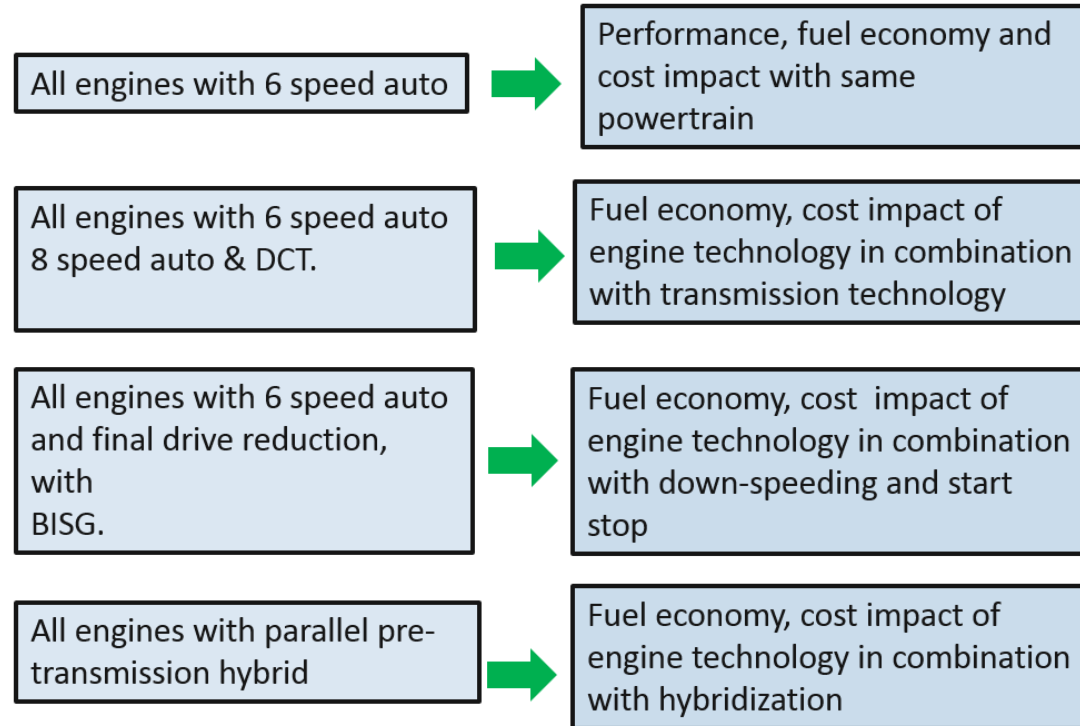 All engines with 6 speed auto
Performance, fuel economy and
cost impact with same
powertrain
All engines with 6 speed auto
8 speed auto & DCT.
Fuel economy, cost impact of
engine technology in combination
with transmission technology
All engines with 6 speed auto
and final drive reduction,
with
BISG.
Fuel economy, cost  impact of
engine technology in combination
with down-speeding and start
stop
All engines with parallel pre-
transmission hybrid
Fuel economy, cost impact of
engine technology in combination
with hybridization